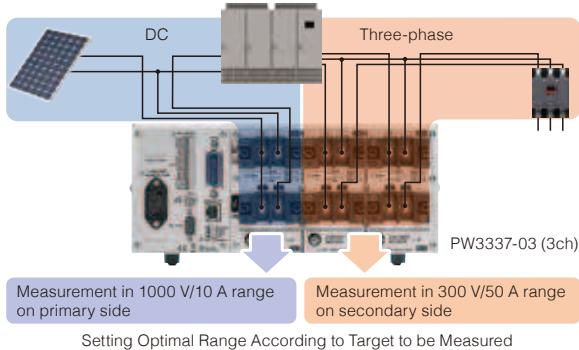 DC
Three-phase
PW3337-03 (3ch)
Measurement in 1000 V/10 A range
on primary side
Measurement in 300 V/50 A range
on secondary side
Setting Optimal Range According to Target to be Measured